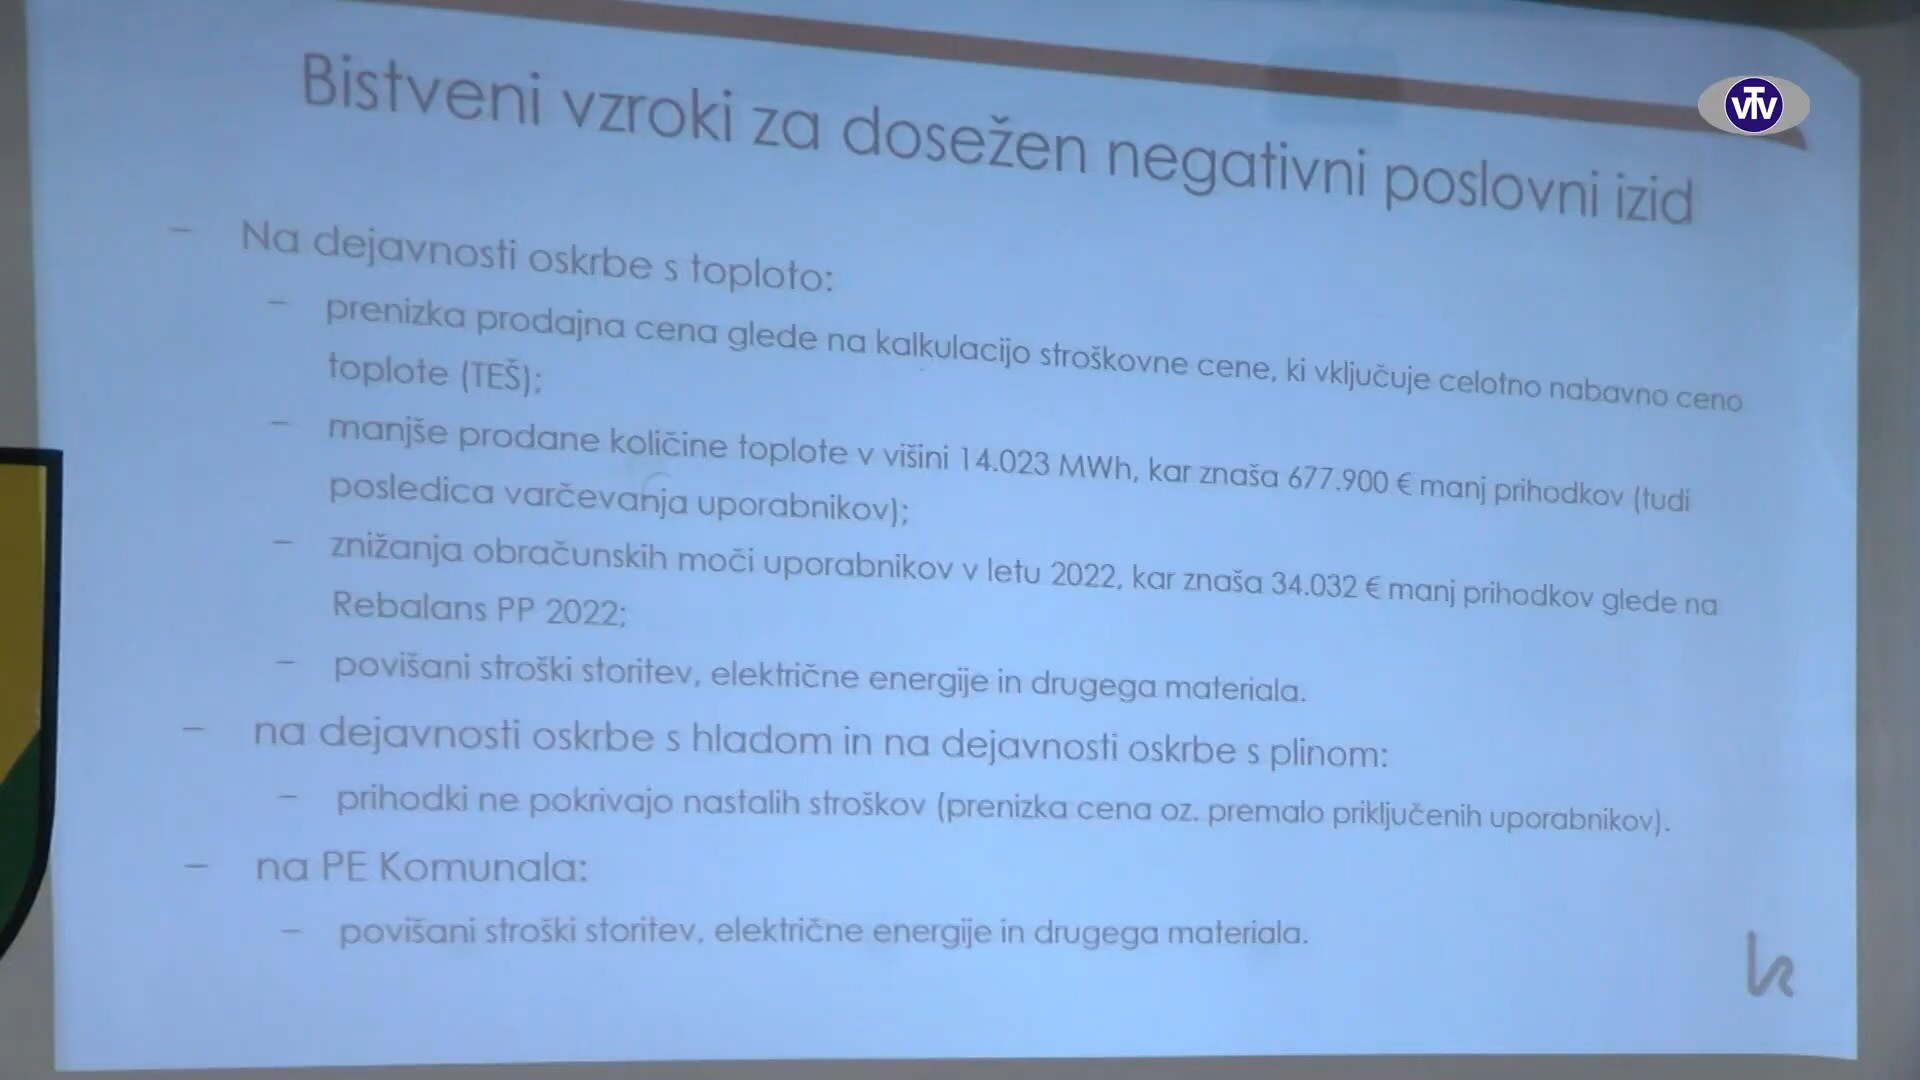 VTV
Bistveni vzroki za dosežen negativni poslovni izid
– Na dejavnosti oskrbe s toploto:
– prenizka prodajna cena glede na kalkulacijo stroškovne cene, ki vključuje celotno nabavno ceno
toplote (TEŠ);
– manjše prodane količine toplote v višini 14.023 MWh, kar znaša 677.900 € manj prihodkov (tudi
posledica varčevanja uporabnikov);
– znižanja obračunskih moči uporabnikov v letu 2022, kar znaša 34.032 € manj prihodkov glede na
Rebalans PP 2022;
– povišani stroški storitev, električne energije in drugega materiala.
– na dejavnosti oskrbe s hladom in na dejavnosti oskrbe s plinom:
– prihodki ne pokrivajo nastalih stroškov (prenizka cena oz. premalo priključenih uporabnikov).
– na PE Komunala:
– povišani stroški storitev, električne energije in drugega materiala.